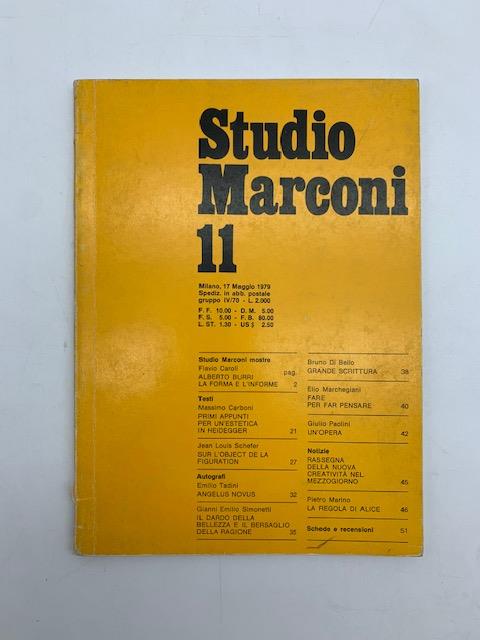 Studio
Marconi
11
Milano, 17 Maggio 1979
Spediz. in abb. postale
gruppo IV/70 - L. 2.000
F. F. 10.00 - D. M. 5.00
F. S. 5.00 - F. B. 80.00
L. ST. 1.30 - US $ 2.50
Studio Marconi mostre
Flavio Caroli pag.
ALBERTO BURRI
LA FORMA E L'INFORME 2
Testi
Massimo Carboni
PRIMI APPUNTI
PER UN'ESTETICA
IN HEIDEGGER 21
Jean Louis Schefer
SUR L'OBJECT DE LA
FIGURATION 27
Autografi
Emilio Tadini
ANGELUS NOVUS 32
Gianni Emilio Simonetti
IL DARDO DELLA
BELLEZZA E IL BERSAGLIO
DELLA RAGIONE 35
Bruno Di Bello
GRANDE SCRITTURA 38
Elio Marchegiani
FARE
PER FAR PENSARE 40
Giulio Paolini
UN'OPERA 42
Notizie
RASSEGNA
DELLA NUOVA
CREATIVITÀ NEL
MEZZOGIORNO 45
Pietro Marino
LA REGOLA DI ALICE 46
Schede e recensioni 51